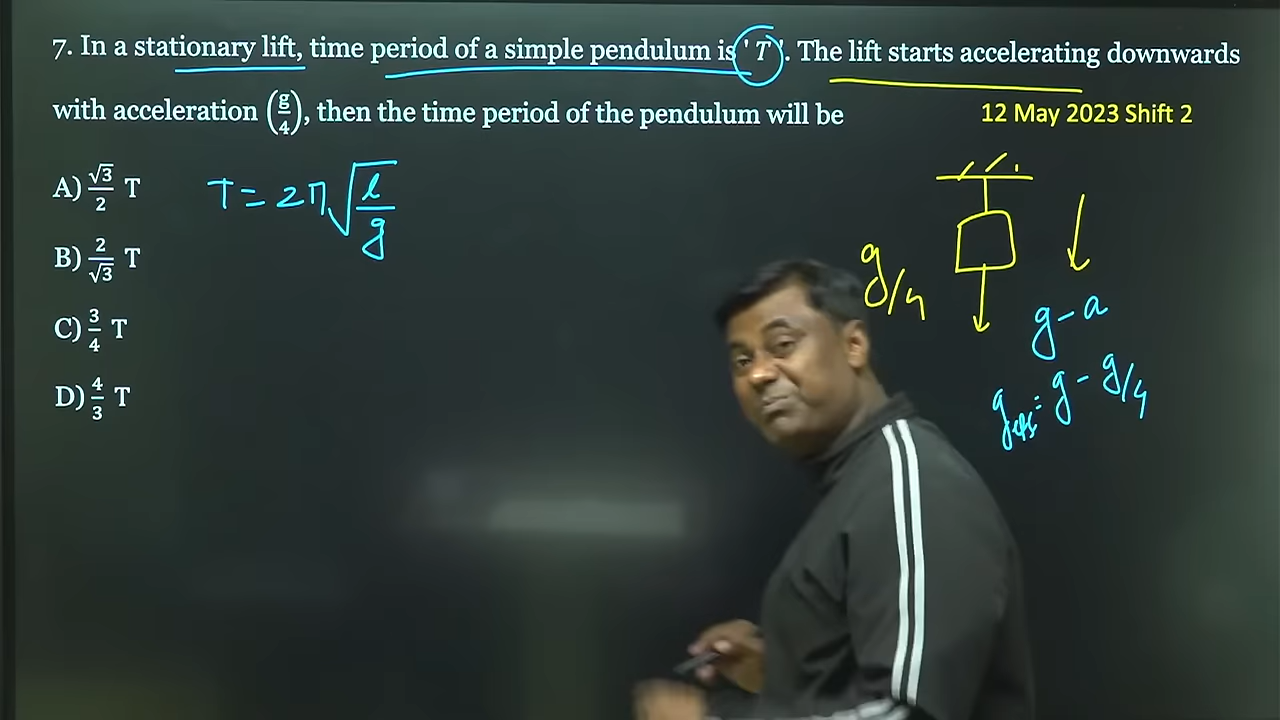 7. In a stationary lift, time period of a simple pendulum is 'T'. The lift starts accelerating downwards
with acceleration (g/4), then the time period of the pendulum will be
12 May 2023 Shift 2
A) √3/2 T
B) 2/√3 T
C) 3/4 T
D) 4/3 T
T = 2π√(l/g)
g/4
g - a
geff = g - g/4